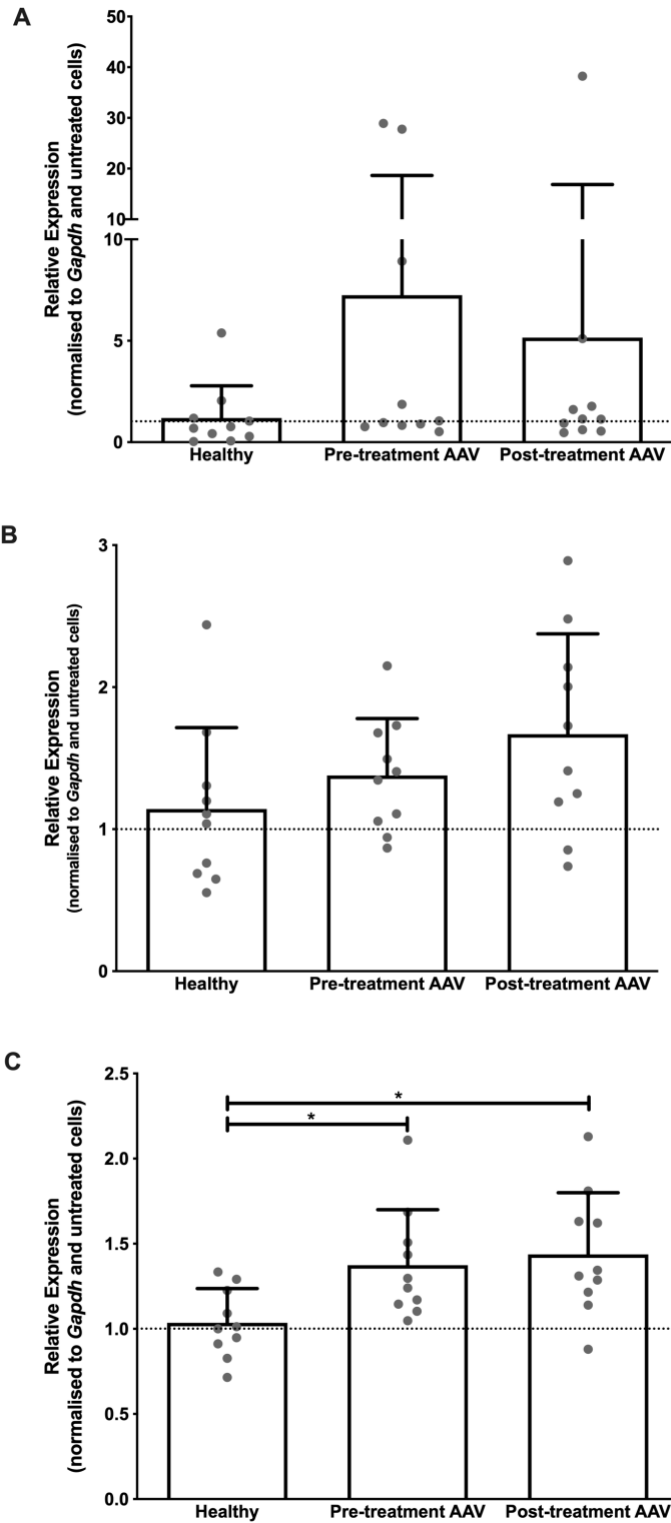 A
Relative Expression
(normalised to Gapdh and untreated cells)
50
40
30
20
10
10
5
0
Healthy
Pre-treatment AAV
Post-treatment AAV
B
Relative Expression
(normalised to Gapdh and untreated cells)
3
2
1
0
Healthy
Pre-treatment AAV
Post-treatment AAV
C
Relative Expression
(normalised to Gapdh and untreated cells)
2.5
2.0
1.5
1.0
0.5
0.0
*
*
Healthy
Pre-treatment AAV
Post-treatment AAV